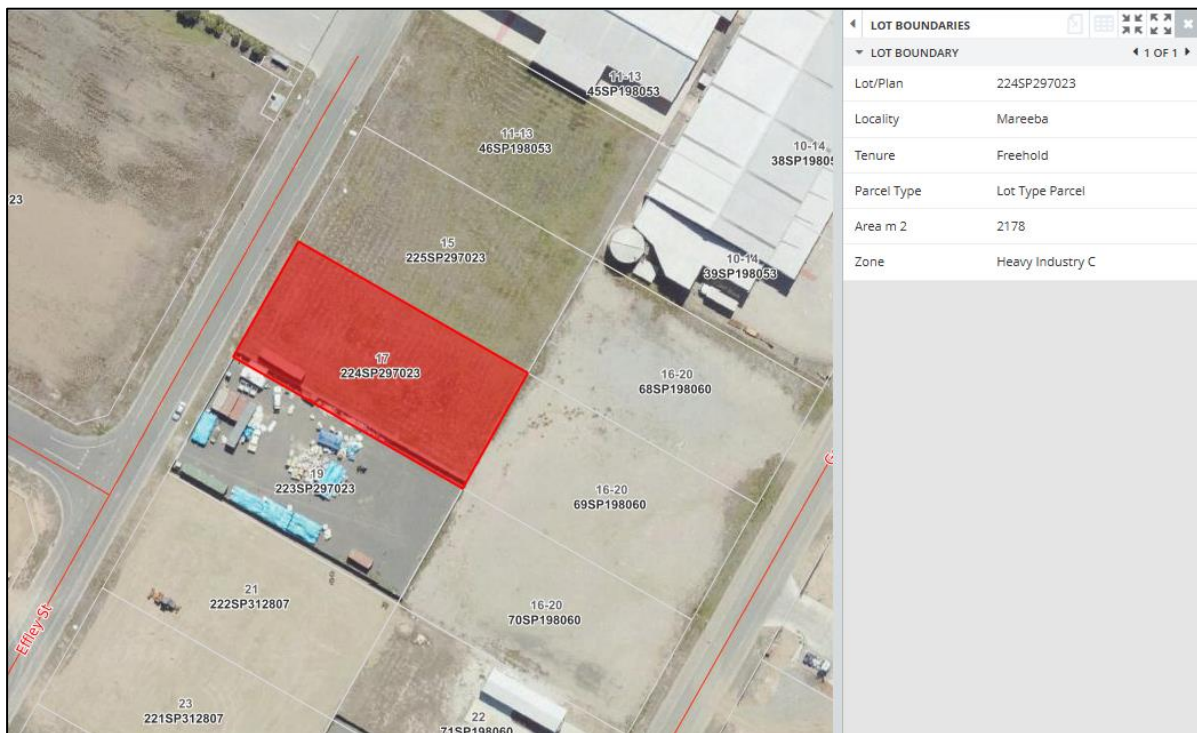 11-13
45SP198053
11-13
46SP198053
10-14
23
15
225SP297023
10-14
39SP198053
17
224SP297023
16-20
68SP198060
19
223SP297023
16-20
69SP198060
21
222SP312807
16-20
70SP198060
Effley St
23
221SP312807
22
71SP198060
LOT BOUNDARIES
LOT BOUNDARY
1 OF 1
Lot/Plan 224SP297023
Locality Mareeba
Tenure Freehold
Parcel Type Lot Type Parcel
Area m 2 2178
Zone Heavy Industry C